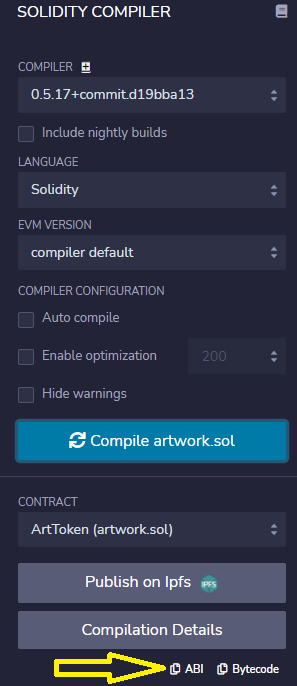 SOLIDITY COMPILER
COMPILER
0.5.17+commit.d19bba13
Include nightly builds
LANGUAGE
Solidity
EVM VERSION
compiler default
COMPILER CONFIGURATION
Auto compile
Enable optimization 200
Hide warnings
Compile artwork.sol
CONTRACT
ArtToken (artwork.sol)
Publish on Ipfs IPFS
Compilation Details
ABI Bytecode